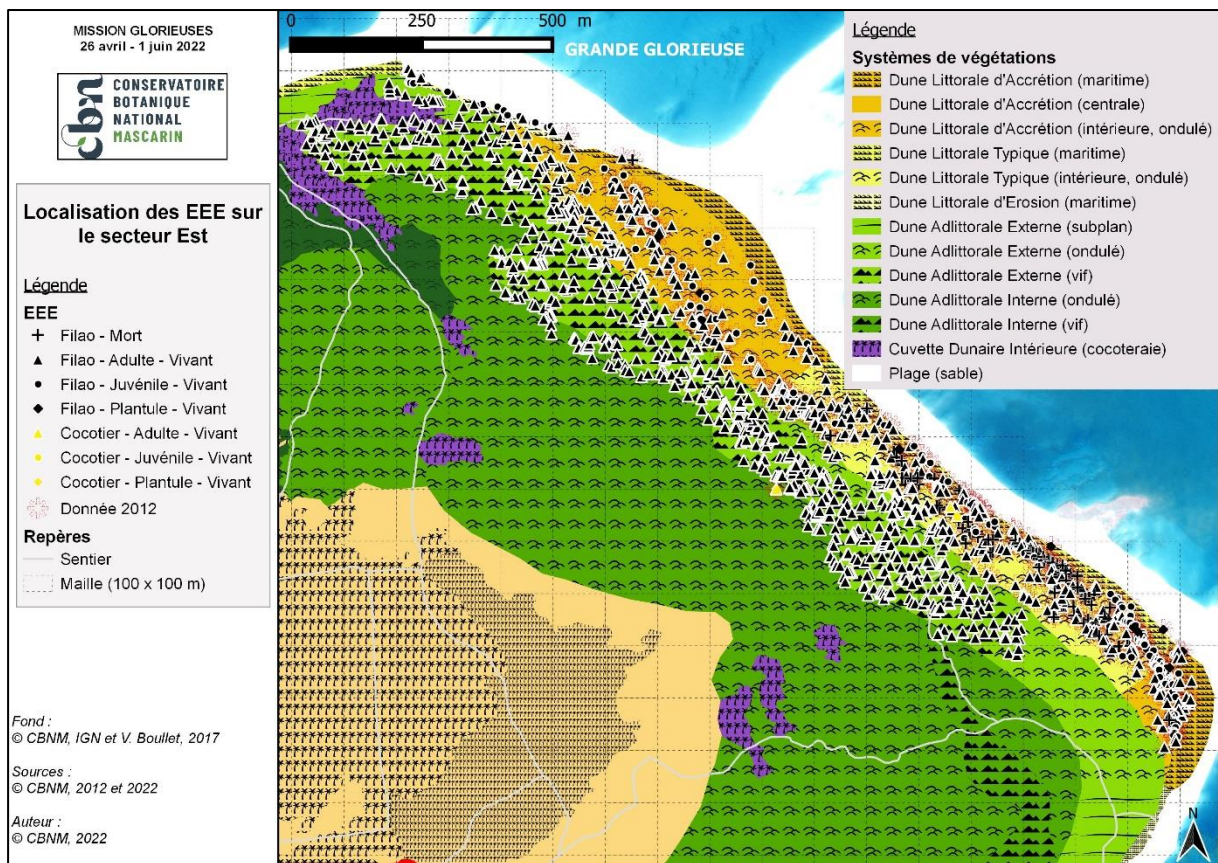 MISSION GLORIEUSES
26 avril - 1 juin 2022
cbn
CONSERVATOIRE
BOTANIQUE
NATIONAL
MASCARIN
Localisation des EEE sur
le secteur Est
Légende
EEE
Filao - Mort
Filao - Adulte - Vivant
Filao - Juvénile - Vivant
Filao - Plantule - Vivant
Cocotier - Adulte - Vivant
Cocotier - Juvénile - Vivant
Cocotier - Plantule - Vivant
Donnée 2012
Repères
Sentier
Maille (100 x 100 m)
Fond :
© CBNM, IGN et V. Boullet, 2017
Sources :
© CBNM, 2012 et 2022
Auteur :
© CBNM, 2022
0 250 500 m
GRANDE GLORIEUSE
Légende
Systèmes de végétations
Dune Littorale d'Accrétion (maritime)
Dune Littorale d'Accrétion (centrale)
Dune Littorale d'Accrétion (intérieure, ondulé)
Dune Littorale Typique (maritime)
Dune Littorale Typique (intérieure, ondulé)
Dune Littorale d'Erosion (maritime)
Dune Adlittorale Externe (subplan)
Dune Adlittorale Externe (ondulé)
Dune Adlittorale Externe (vif)
Dune Adlittorale Interne (ondulé)
Dune Adlittorale Interne (vif)
Cuvette Dunaire Intérieure (cocoteraie)
Plage (sable)
N